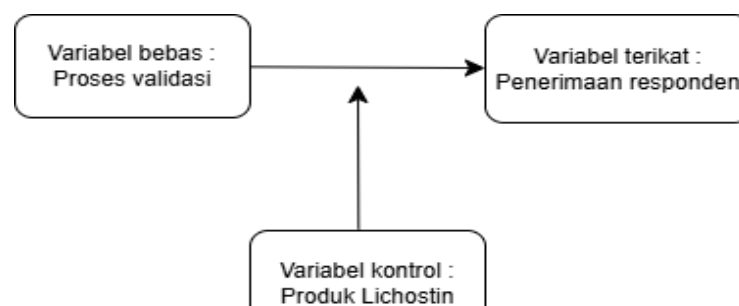 Variabel bebas :
Proses validasi
Variabel terikat :
Penerimaan responden
Variabel kontrol :
Produk Lichostin